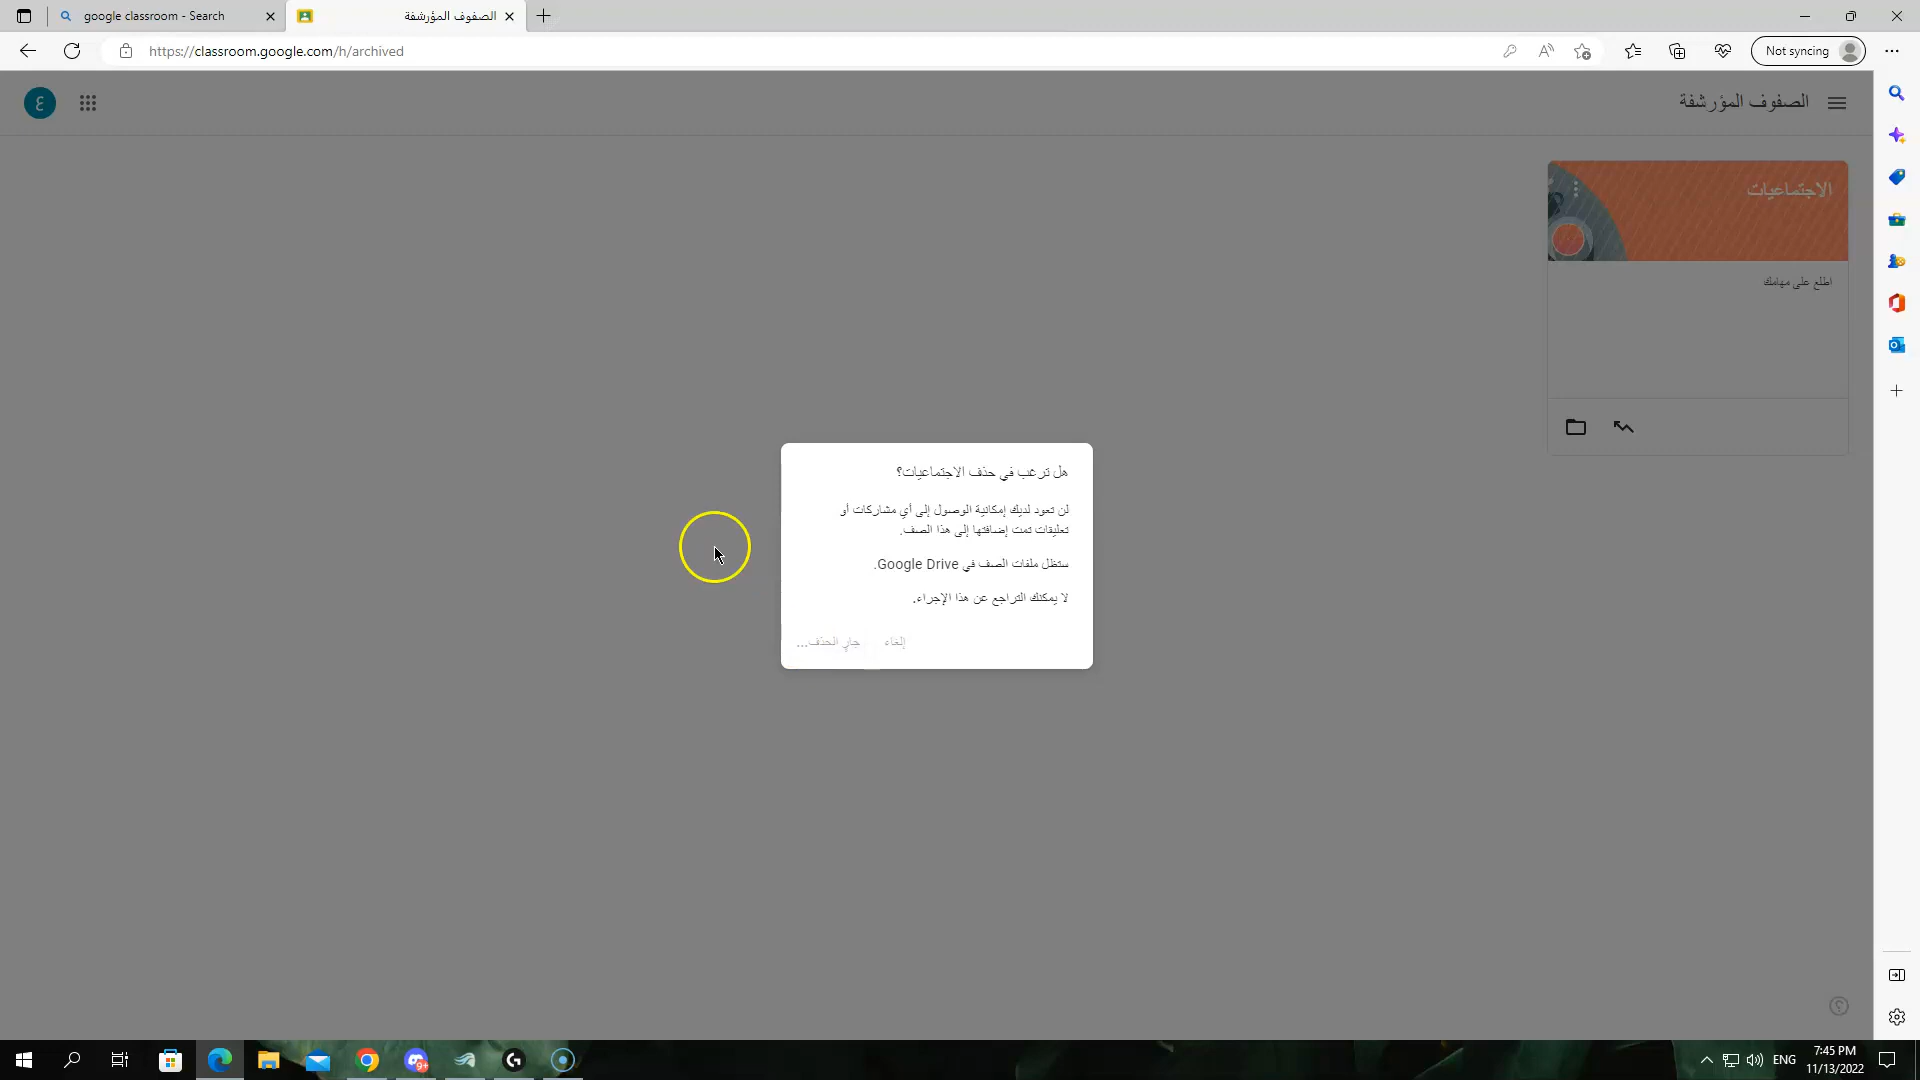 google classroom - Search
الصفوف المؤرشفة
https://classroom.google.com/h/archived
Not syncing
ع
الصفوف المؤرشفة
الاجتماعيات
اطلع على مهامك
هل ترغب في حذف الاجتماعيات؟
لن تعود لديك إمكانية الوصول إلى أي مشاركات أو
تعليقات تمت إضافتها إلى هذا الصف.
ستظل ملفات الصف في Google Drive.
لا يمكنك التراجع عن هذا الإجراء.
إلغاء
جارٍ الحذف...
9+
ENG
7:45 PM
11/13/2022